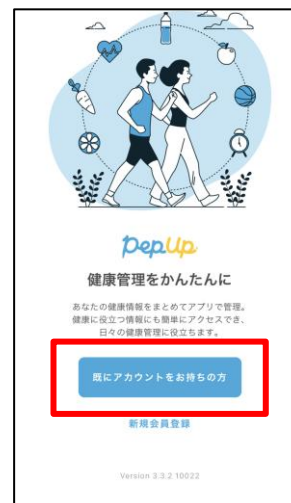 PepUp
健康管理をかんたんに
あなたの健康情報をまとめてアプリで管理。
健康に役立つ情報にも簡単にアクセスでき、
日々の健康管理に役立ちます。
既にアカウントをお持ちの方
新規会員登録
Version 3.3.2 10022